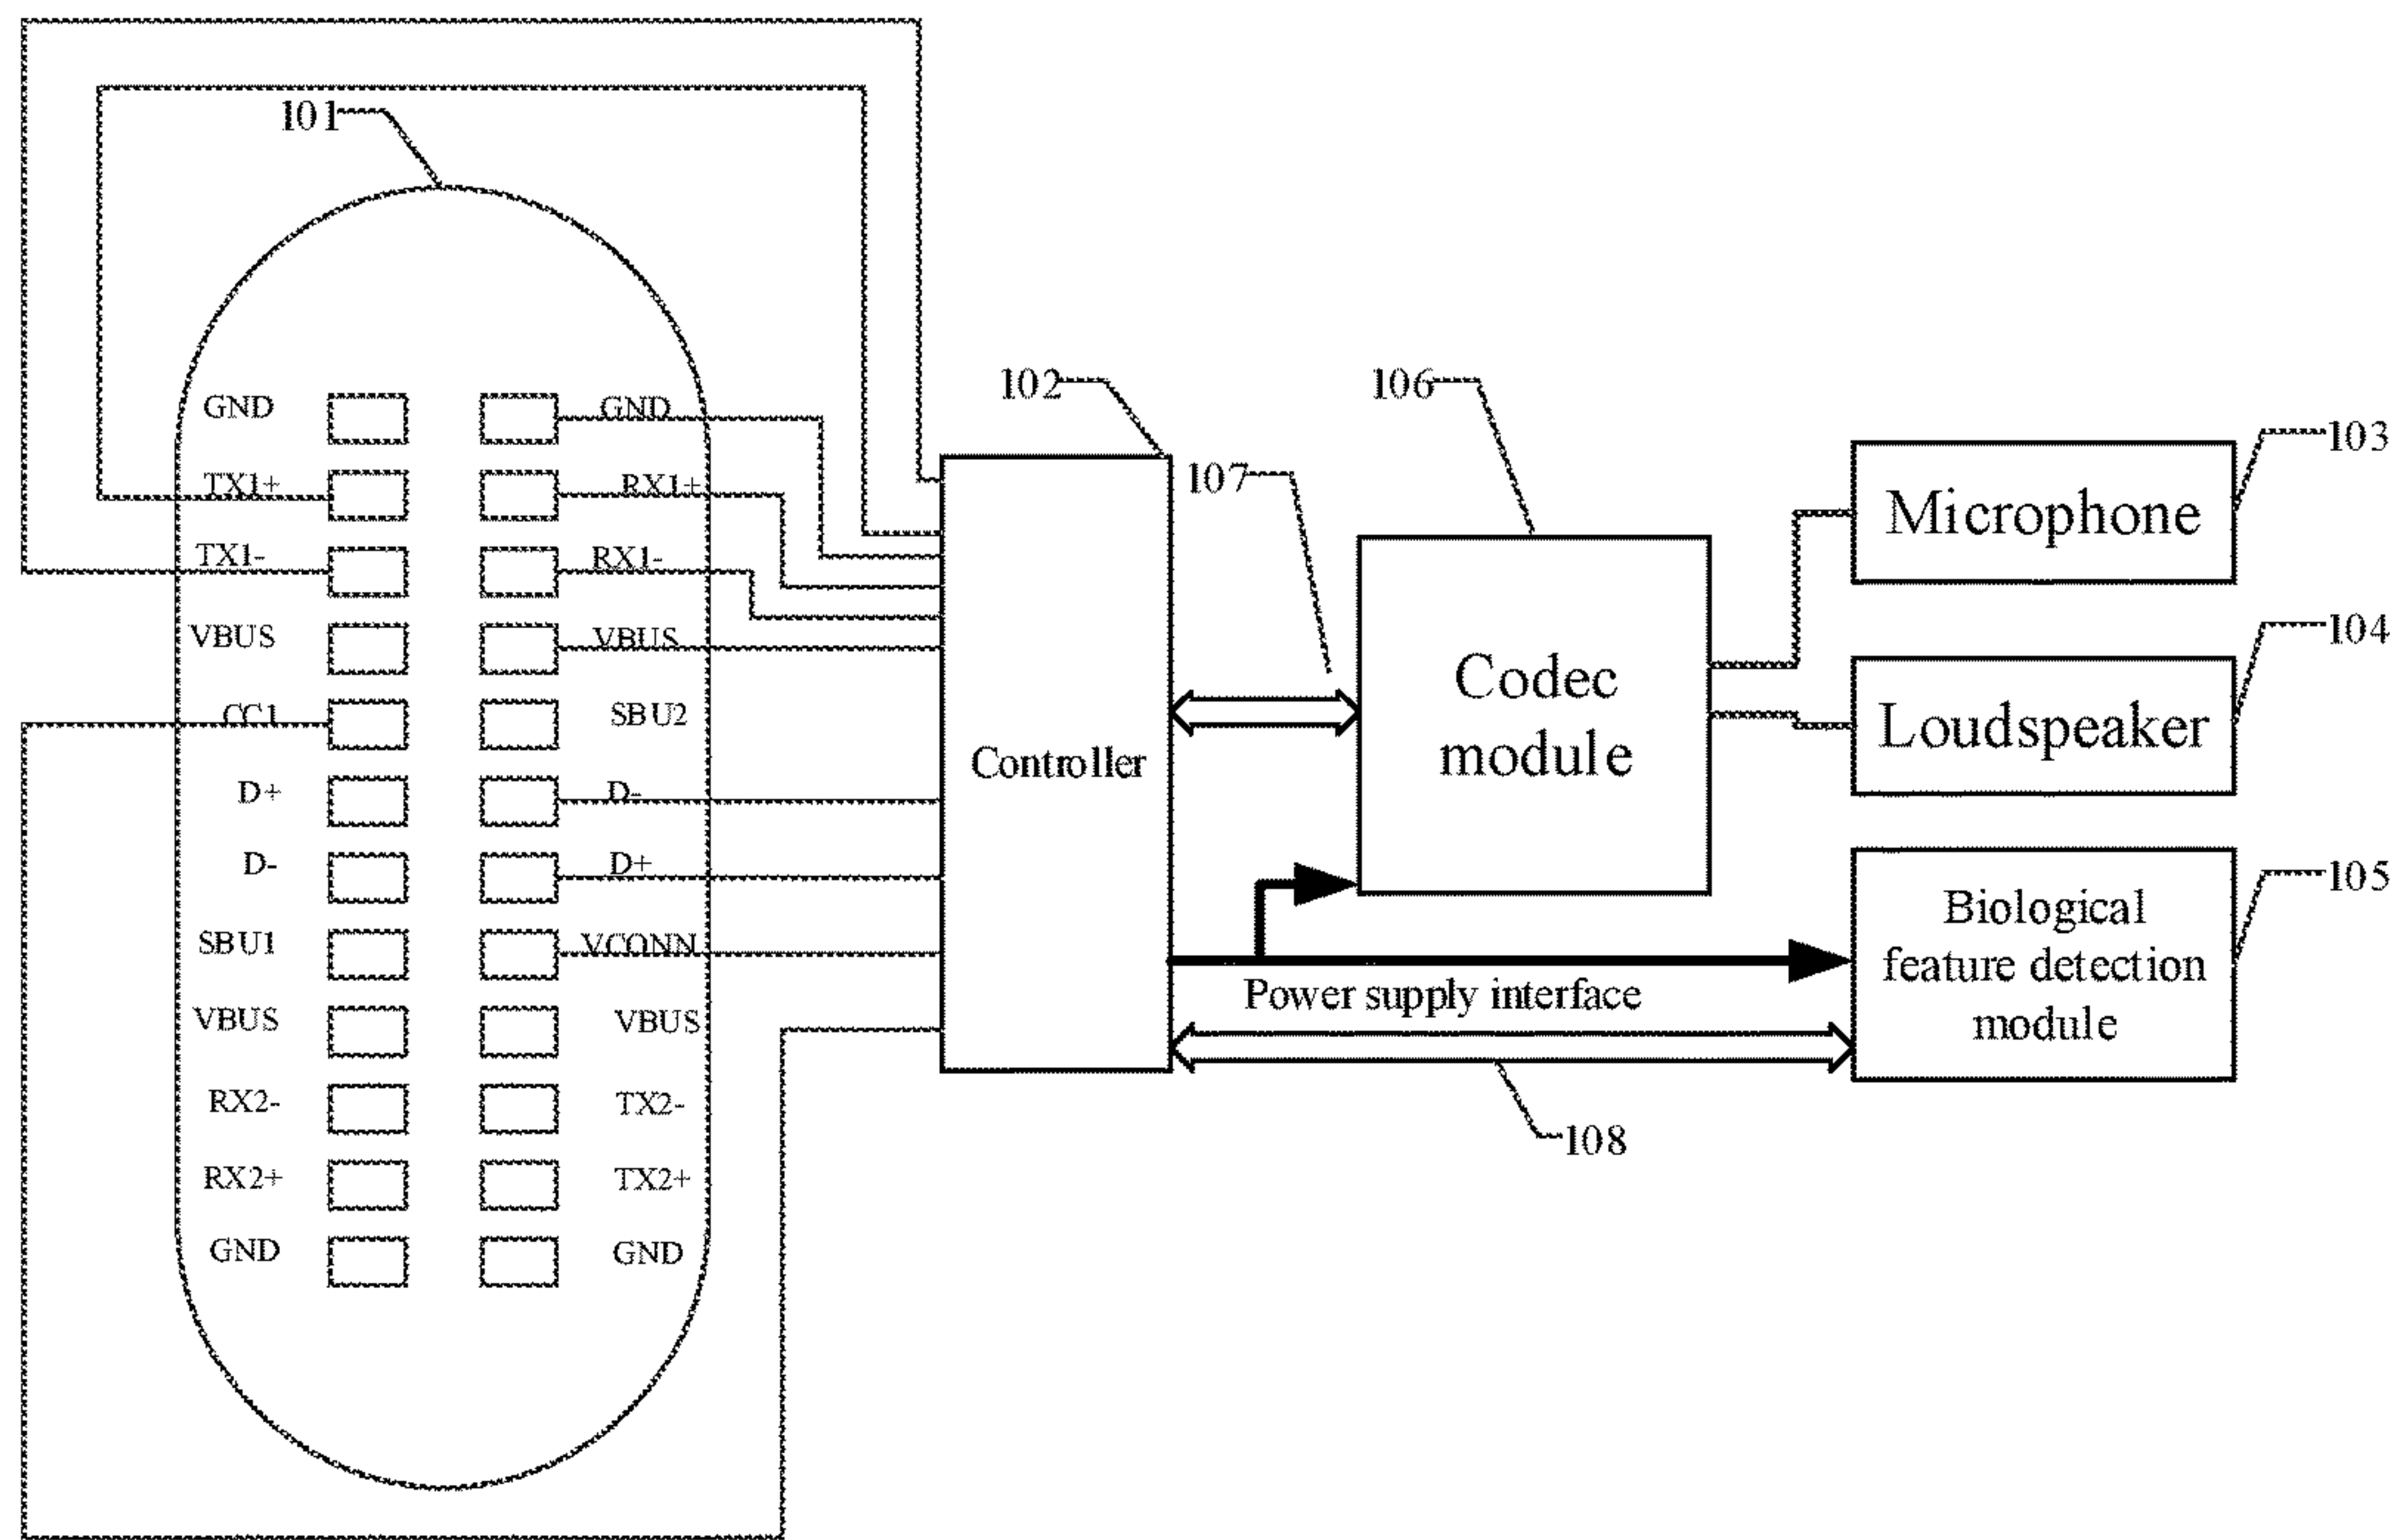 101
GND GND
TX1+ RX1+
TX1- RX1-
VBUS VBUS
CC1 SBU2
D+ D-
D- D+
SBU1 VCONN
VBUS VBUS
RX2- TX2-
RX2+ TX2+
GND GND
102
Controller
107
106
Codec
module
103
Microphone
104
Loudspeaker
105
Biological
feature detection
module
Power supply interface
108